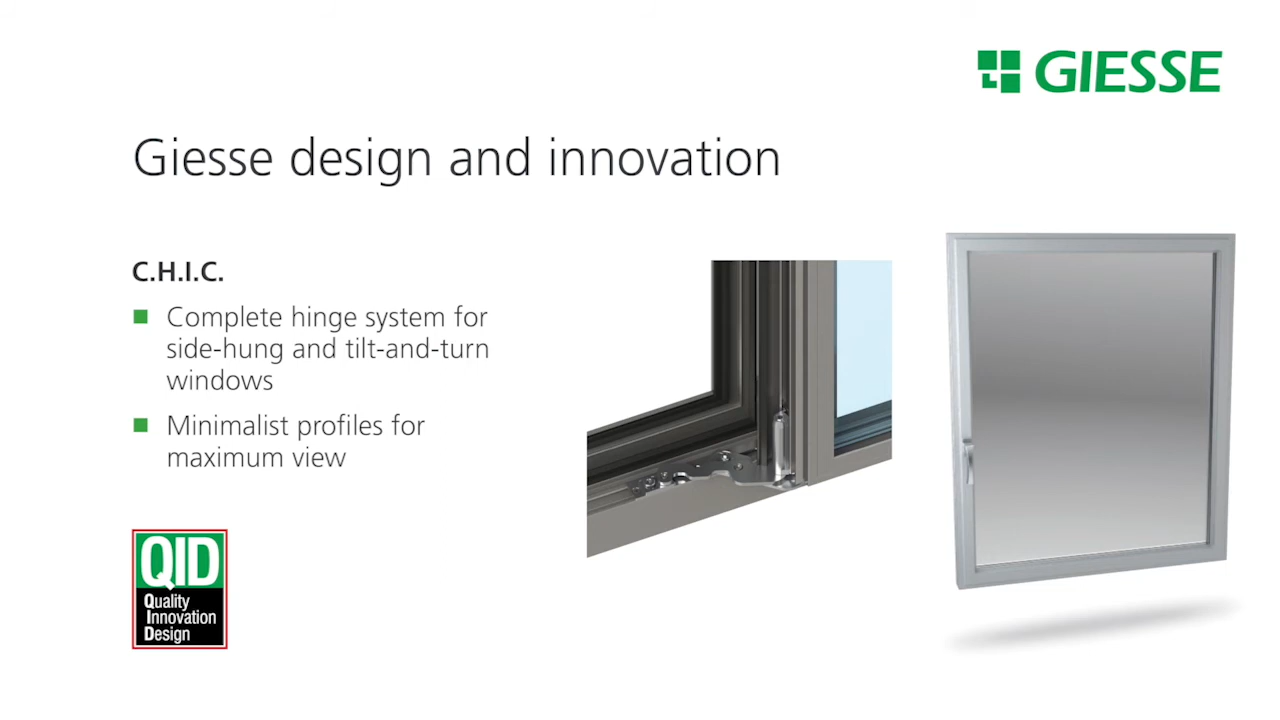 GIESSE
Giesse design and innovation
C.H.I.C.
Complete hinge system for
side-hung and tilt-and-turn
windows
Minimalist profiles for
maximum view
QID
Quality
Innovation
Design